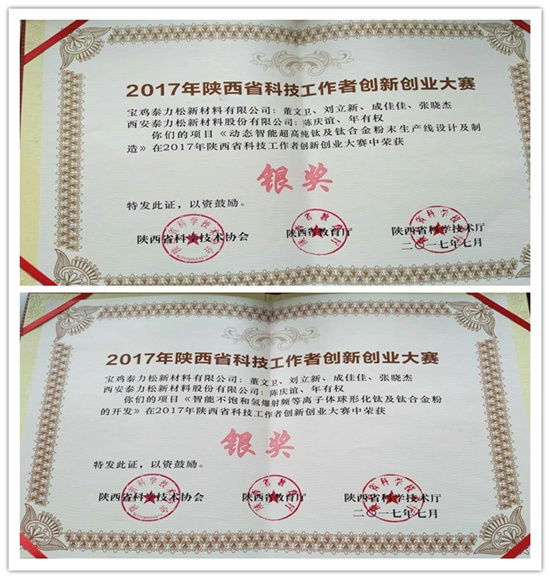 2017年陕西省科技工作者创新创业大赛
宝鸡泰力松新材料有限公司：董文卫、刘立新、成佳佳、张晓杰
西安泰力松新材料股份有限公司：陈庆谊、年有权
你们的项目《动态智能超高纯钛及钛合金粉末生产线设计及制
造》在2017年陕西省科技工作者创新创业大赛中荣获
银奖
特发此证，以资鼓励。
陕西省科学技术协会 陕西省教育厅 陕西省科学技术厅
二〇一七年七月
2017年陕西省科技工作者创新创业大赛
宝鸡泰力松新材料有限公司：董文卫、刘立新、成佳佳、张晓杰
西安泰力松新材料股份有限公司：陈庆谊、年有权
你们的项目《智能不饱和氢爆射频等离子体球形化钛及钛合金粉
的开发》在2017年陕西省科技工作者创新创业大赛中荣获
银奖
特发此证，以资鼓励。
陕西省科学技术协会 陕西省教育厅 陕西省科学技术厅
二〇一七年七月